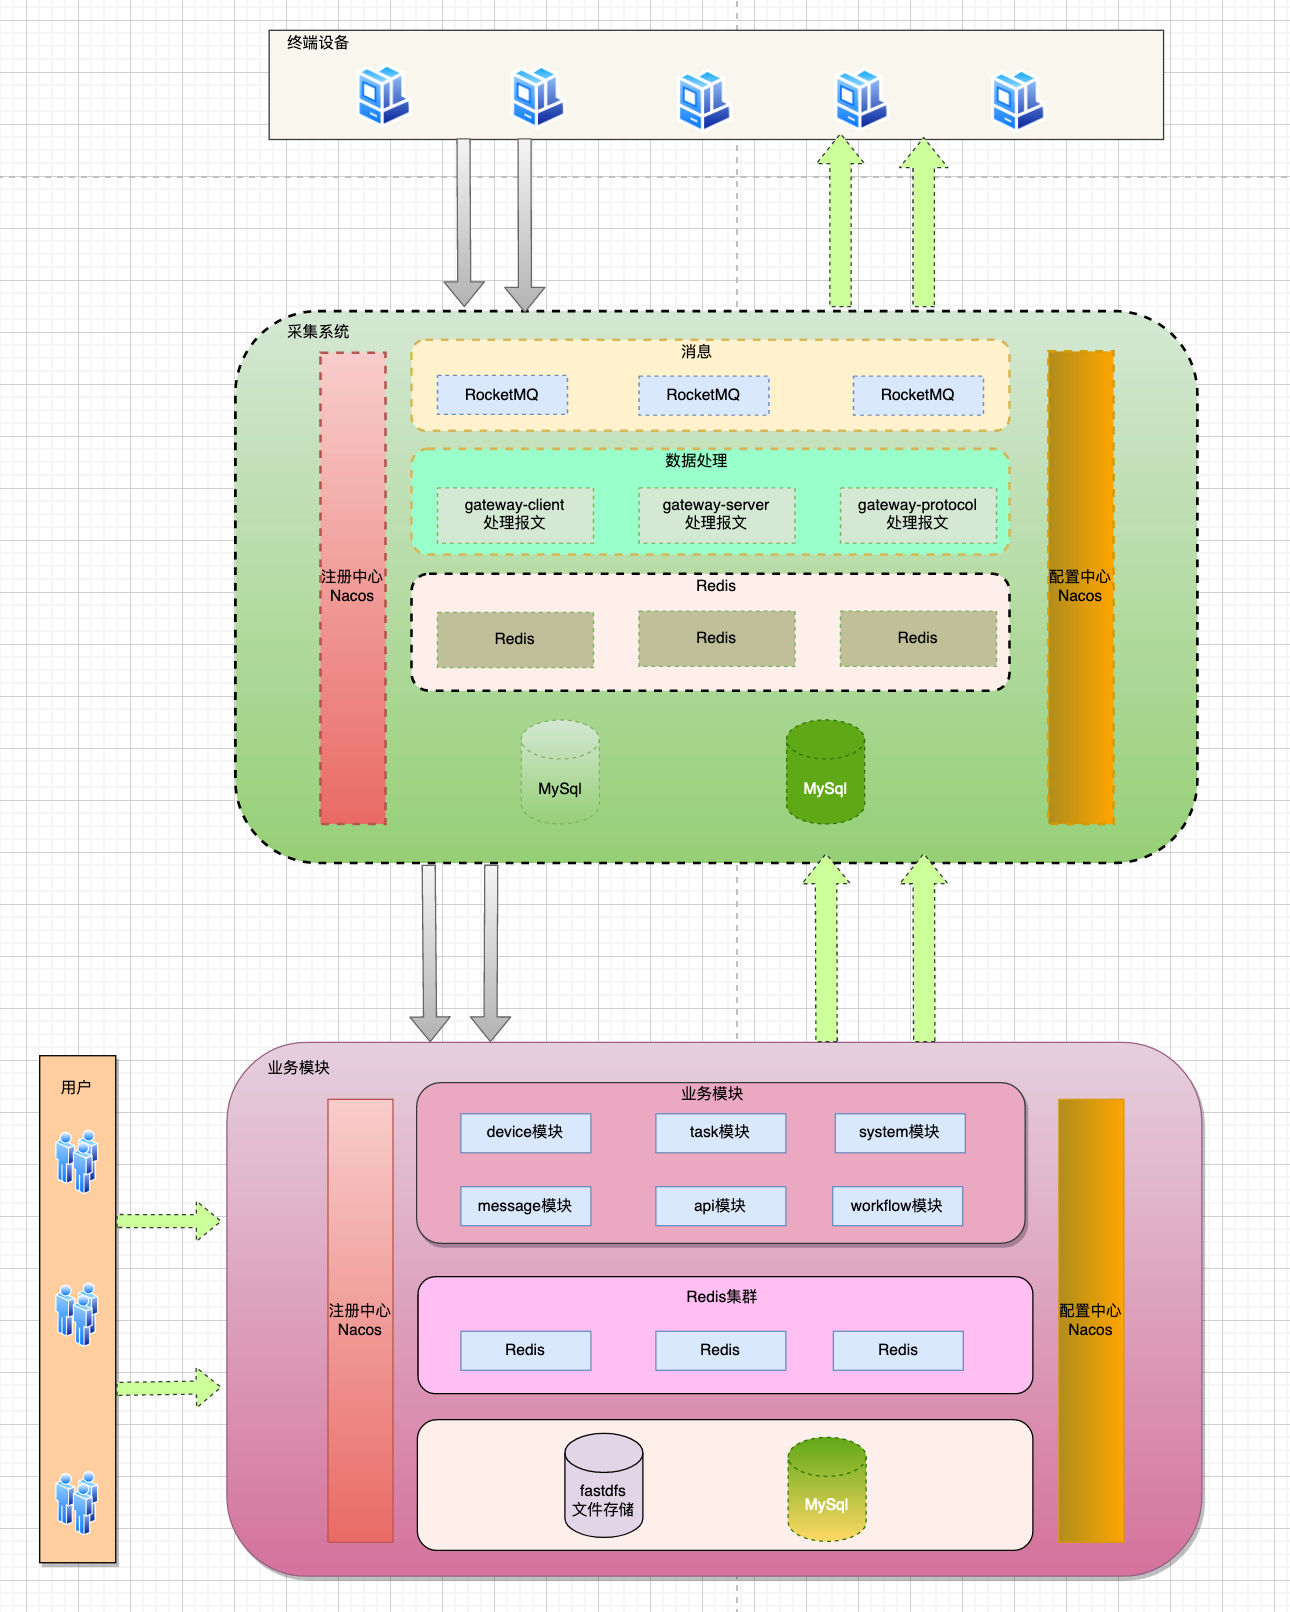 终端设备
采集系统
消息
RocketMQ
RocketMQ
RocketMQ
数据处理
gateway-client
处理报文
gateway-server
处理报文
gateway-protocol
处理报文
注册中心
Nacos
配置中心
Nacos
Redis
Redis
Redis
Redis
MySql
MySql
用户
业务模块
业务模块
device模块
task模块
system模块
message模块
api模块
workflow模块
注册中心
Nacos
配置中心
Nacos
Redis集群
Redis
Redis
Redis
fastdfs
文件存储
MySql